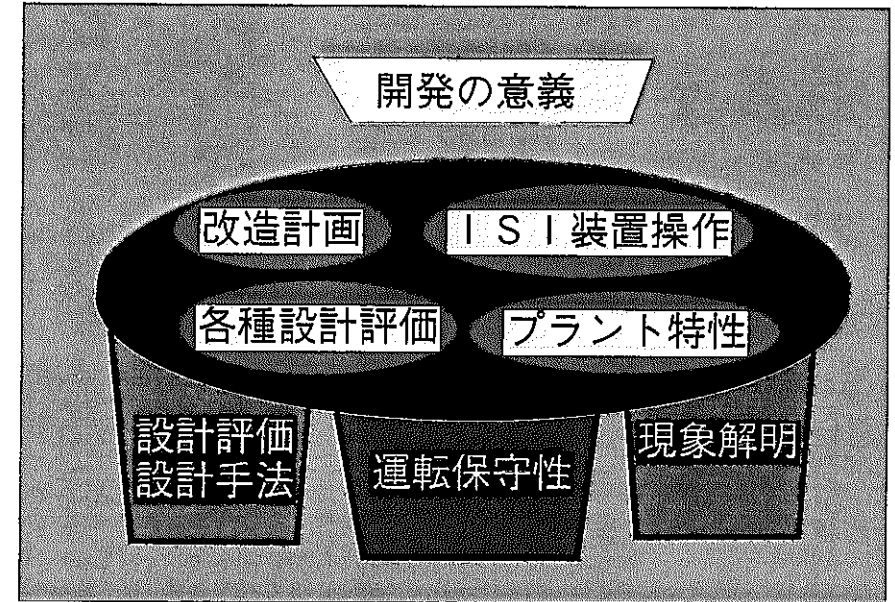 開発の意義
改造計画
ＩＳＩ装置操作
各種設計評価
プラント特性
設計評価
設計手法
運転保守性
現象解明